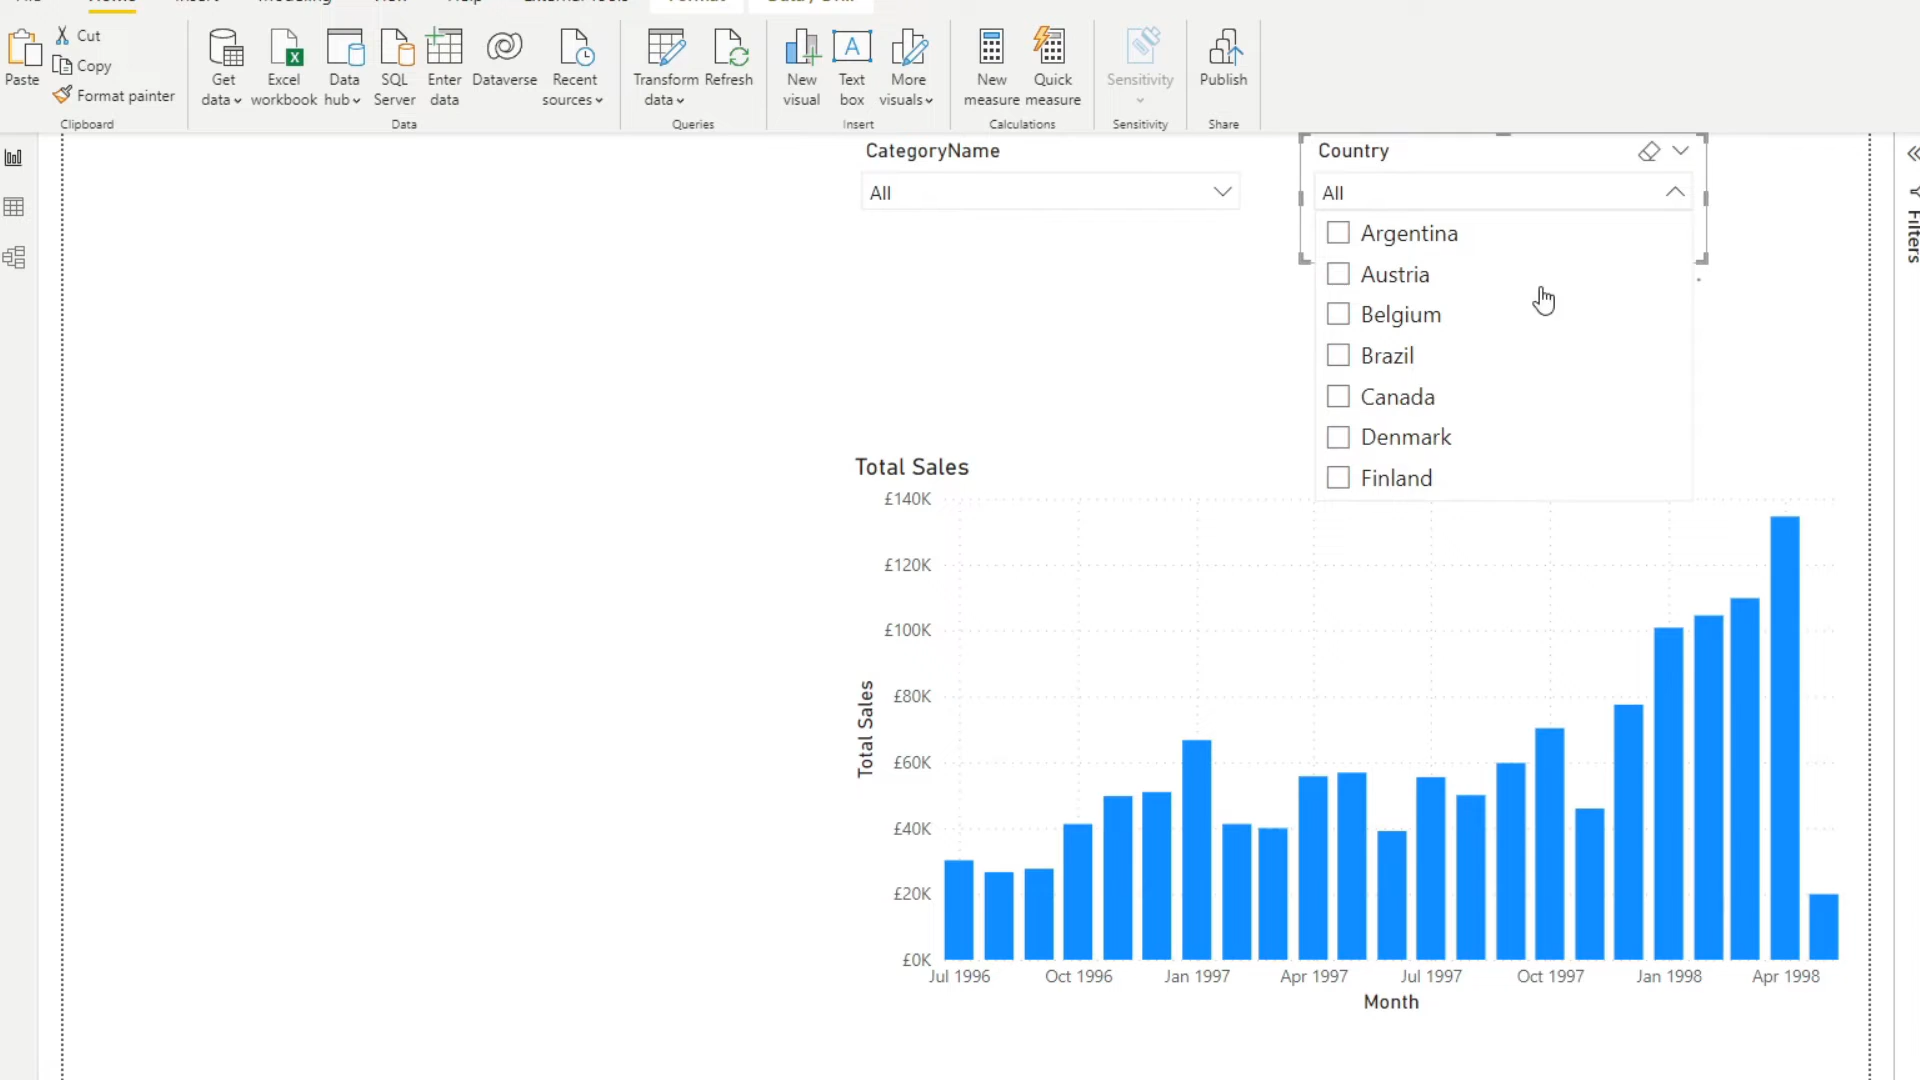 Cut
Copy
Format painter
Paste
Clipboard
Get data
Excel workbook
Data hub
SQL Server
Enter data
Dataverse
Recent sources
Data
Transform data
Refresh
Queries
New visual
Text box
More visuals
Insert
New measure
Quick measure
Calculations
Sensitivity
Sensitivity
Publish
Share
CategoryName
All
Country
All
Argentina
Austria
Belgium
Brazil
Canada
Denmark
Finland
Filters
Total Sales
£140K
£120K
£100K
£80K
£60K
£40K
£20K
£0K
Total Sales
Jul 1996
Oct 1996
Jan 1997
Apr 1997
Jul 1997
Oct 1997
Jan 1998
Apr 1998
Month